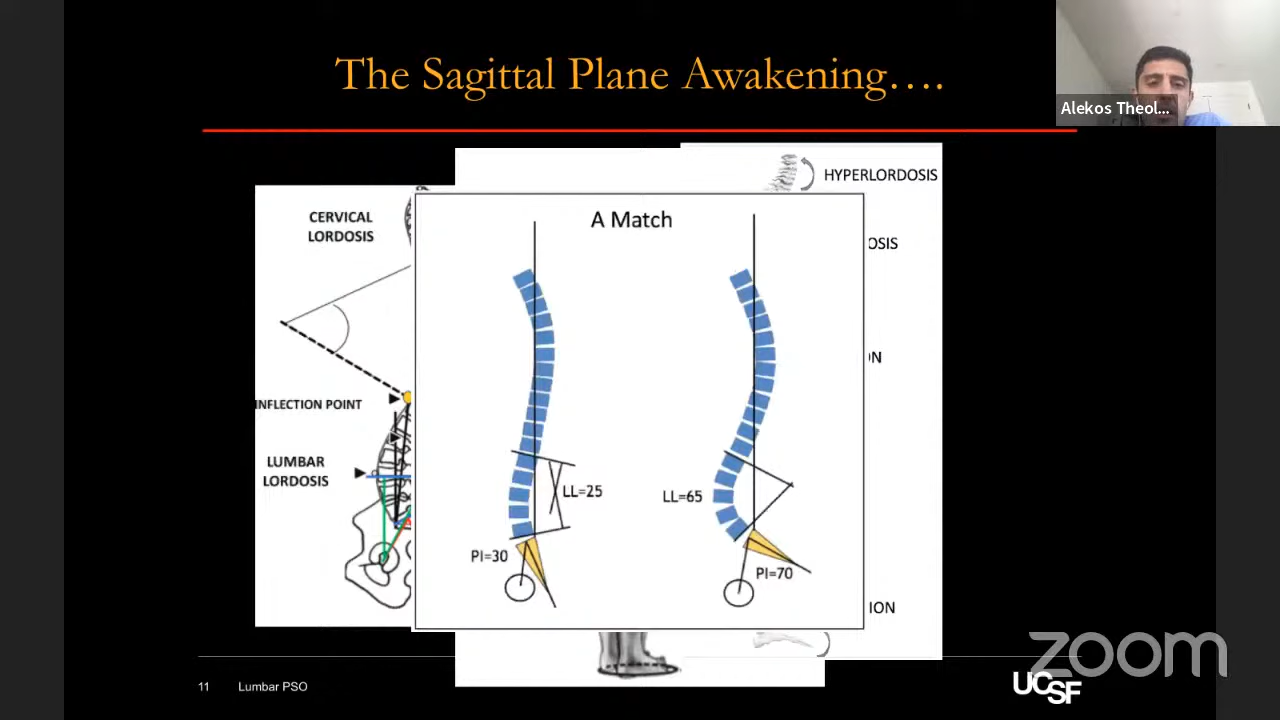 The Sagittal Plane Awakening….
Alekos Theol...
HYPERLORDOSIS
CERVICAL
LORDOSIS
A Match
OSIS
ON
INFLECTION POINT
LUMBAR
LORDOSIS
LL=25
LL=65
PI=30
PI=70
ION
zoom
11 Lumbar PSO
UCSF